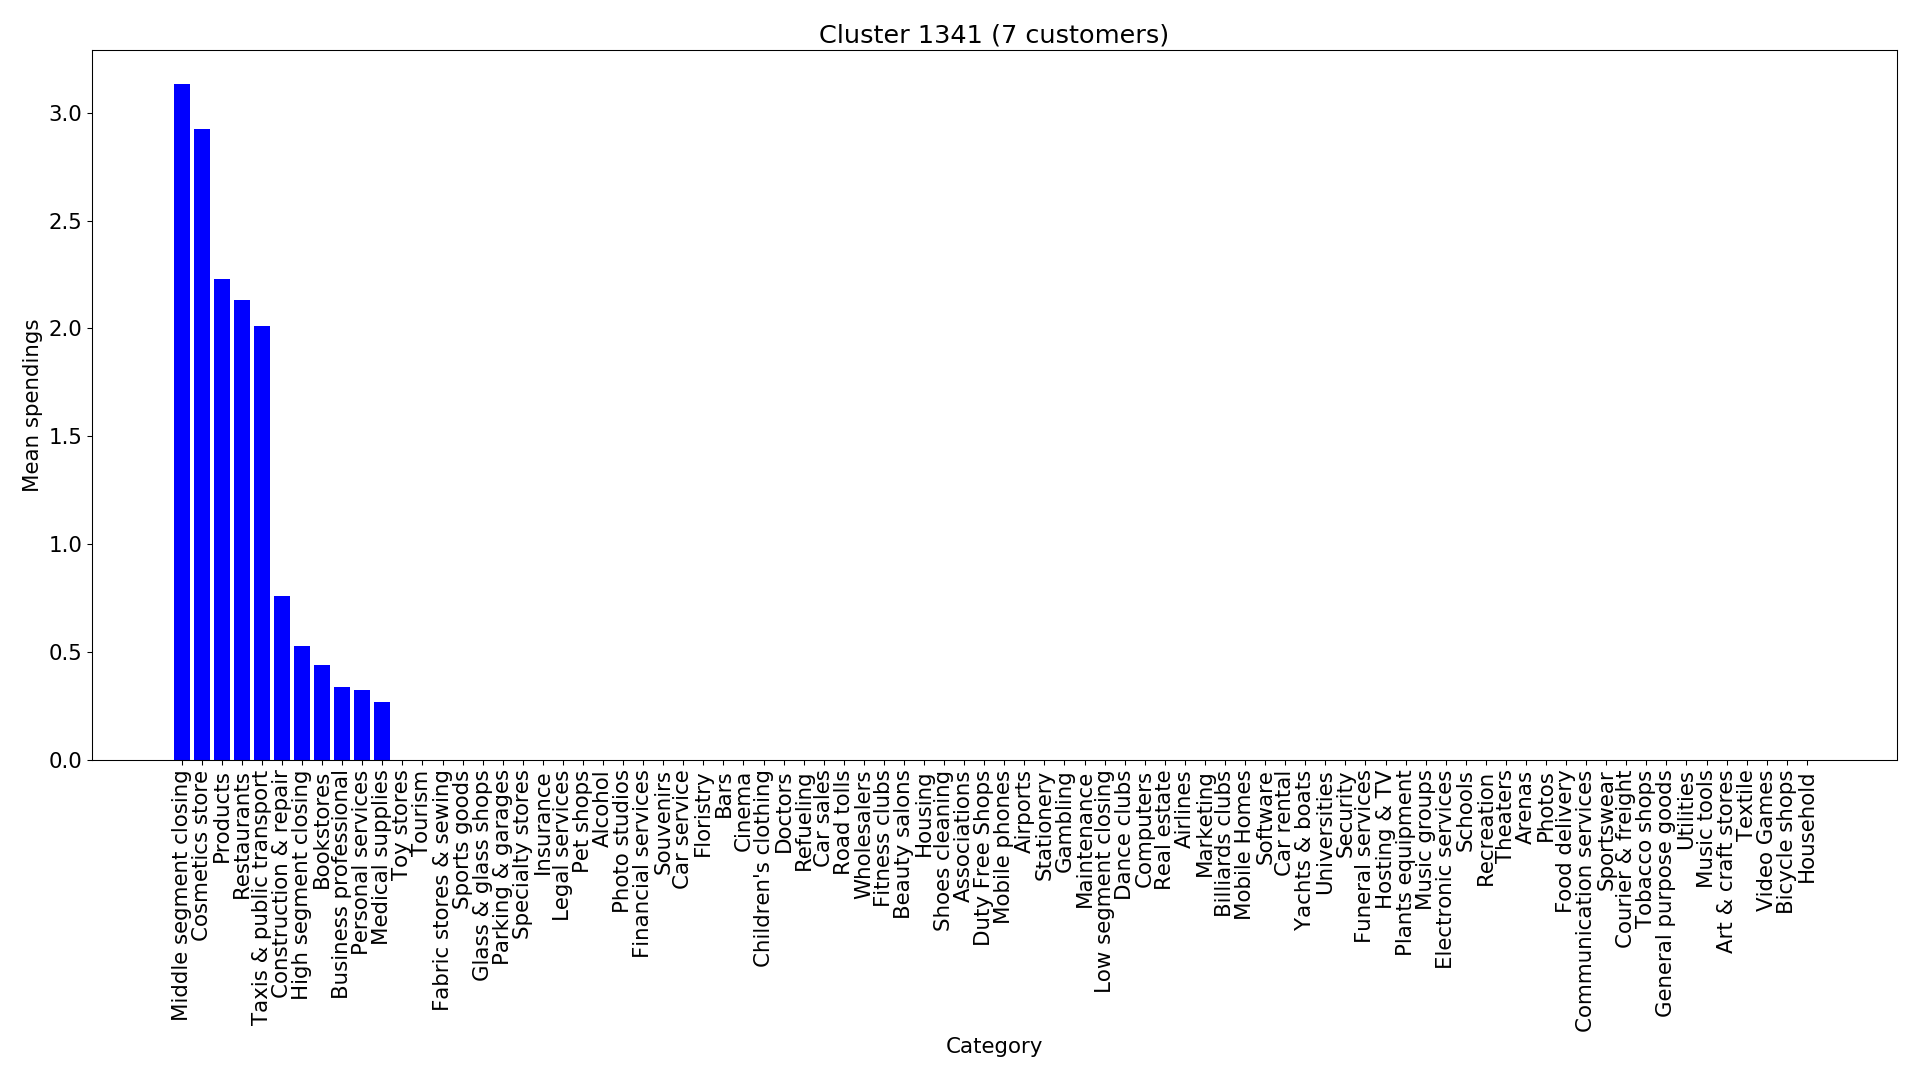 Cluster 1341 (7 customers)
Mean spendings
3.0
2.5
2.0
1.5
1.0
0.5
0.0
Middle segment closing
Cosmetics store
Products
Restaurants
Taxis & public transport
Construction & repair
High segment closing
Bookstores
Business professional
Personal services
Medical supplies
Toy stores
Tourism
Fabric stores & sewing
Sports goods
Glass & glass shops
Parking & garages
Specialty stores
Insurance
Legal services
Pet shops
Alcohol
Photo studios
Financial services
Souvenirs
Car service
Floristry
Bars
Cinema
Children's clothing
Doctors
Refueling
Car sales
Road tolls
Wholesalers
Fitness clubs
Beauty salons
Housing
Shoes cleaning
Associations
Duty Free Shops
Mobile phones
Airports
Stationery
Gambling
Maintenance
Low segment closing
Dance clubs
Computers
Real estate
Airlines
Marketing
Billiards clubs
Mobile Homes
Software
Car rental
Yachts & boats
Universities
Security
Funeral services
Hosting & TV
Plants equipment
Music groups
Electronic services
Schools
Recreation
Theaters
Arenas
Photos
Food delivery
Communication services
Sportswear
Courier & freight
Tobacco shops
General purpose goods
Utilities
Music tools
Art & craft stores
Textile
Video Games
Bicycle shops
Household
Category